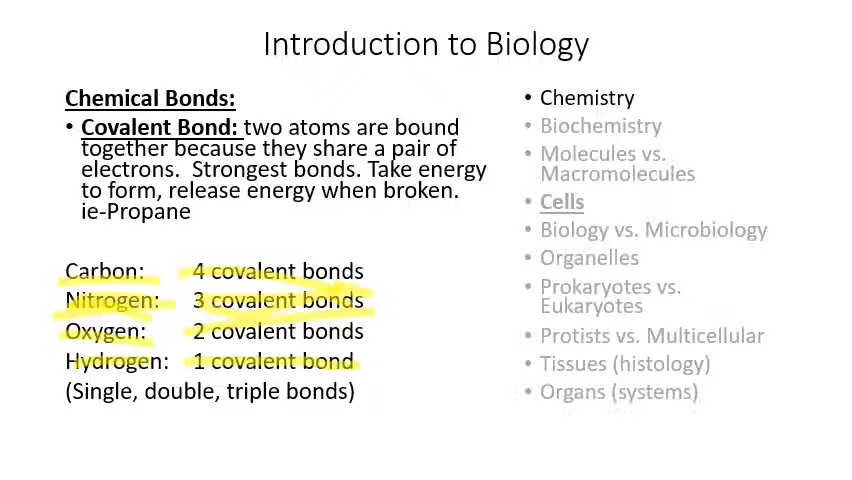 Introduction to Biology
Chemical Bonds:
• Covalent Bond: two atoms are bound
together because they share a pair of
electrons. Strongest bonds. Take energy
to form, release energy when broken.
ie-Propane
Carbon: 4 covalent bonds
Nitrogen: 3 covalent bonds
Oxygen: 2 covalent bonds
Hydrogen: 1 covalent bond
(Single, double, triple bonds)
• Chemistry
• Biochemistry
• Molecules vs.
Macromolecules
• Cells
• Biology vs. Microbiology
• Organelles
• Prokaryotes vs.
Eukaryotes
• Protists vs. Multicellular
• Tissues (histology)
• Organs (systems)